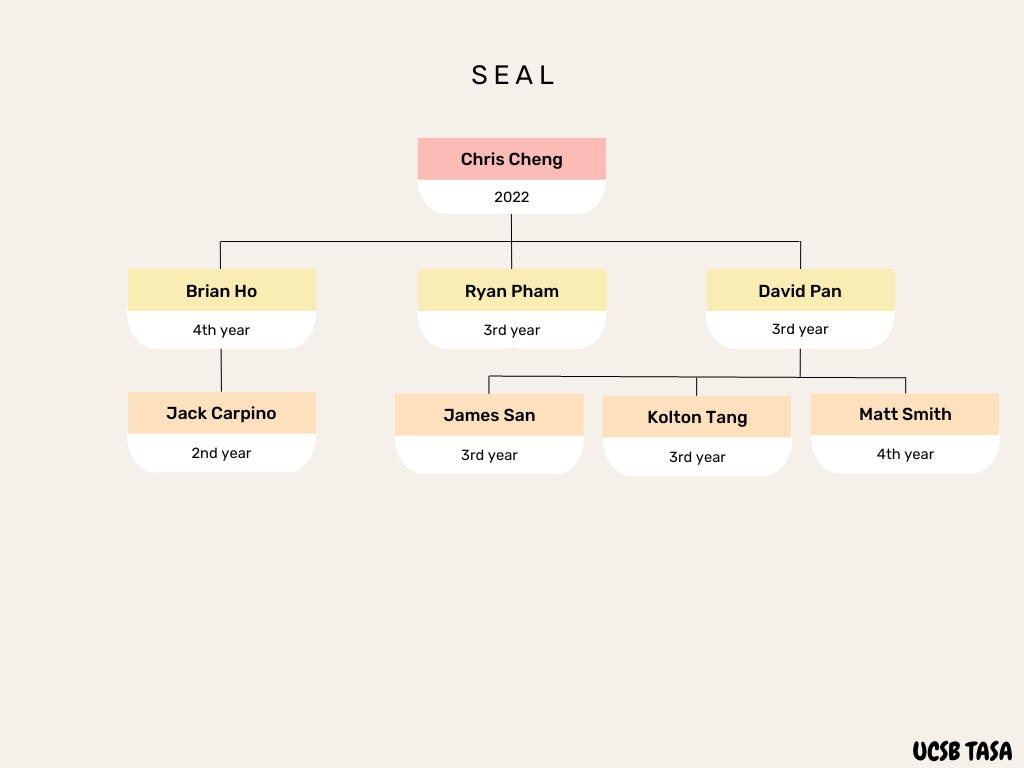 SEAL
Chris Cheng
2022
Brian Ho
4th year
Ryan Pham
3rd year
David Pan
3rd year
Jack Carpino
2nd year
James San
3rd year
Kolton Tang
3rd year
Matt Smith
4th year
UCSB TASA